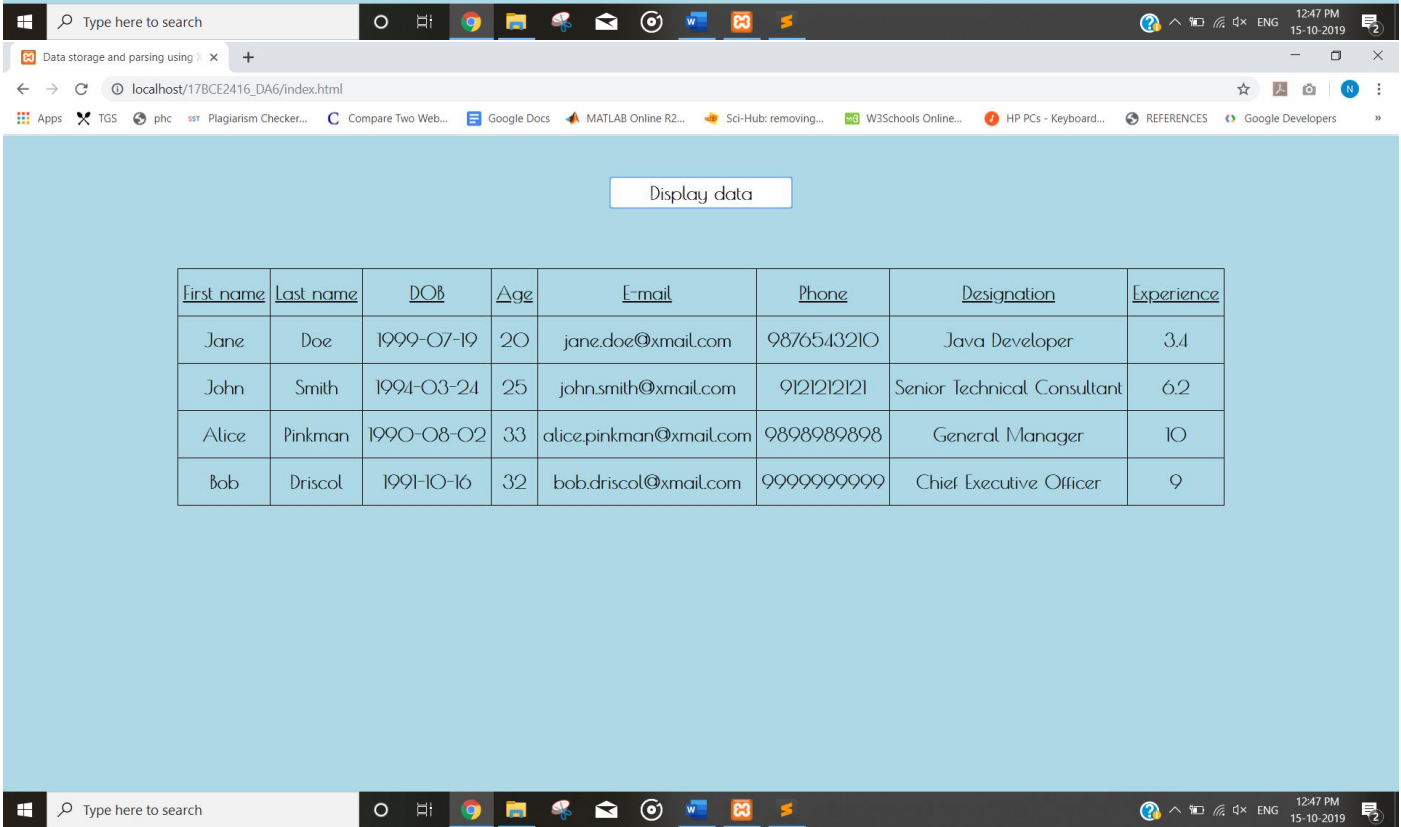 Type here to search W ENG 12:47 PM
15-10-2019 2
Data storage and parsing using X
localhost/17BCE2416_DA6/index.html N
Apps TGS phc SST Plagiarism Checker... C Compare Two Web... Google Docs MATLAB Online R2... Sci-Hub: removing... W3Schools Online... HP PCs - Keyboard... REFERENCES Google Developers »
Display data
First name Last name DOB Age E-mail Phone Designation Experience
Jane Doe 1999-07-19 20 jane.doe@xmail.com 9876543210 Java Developer 3.4
John Smith 1994-03-24 25 john.smith@xmail.com 9121212121 Senior Technical Consultant 6.2
Alice Pinkman 1990-08-02 33 alice.pinkman@xmail.com 9898989898 General Manager 10
Bob Driscol 1991-10-16 32 bob.driscol@xmail.com 9999999999 Chief Executive Officer 9
Type here to search W ENG 12:47 PM
15-10-2019 2